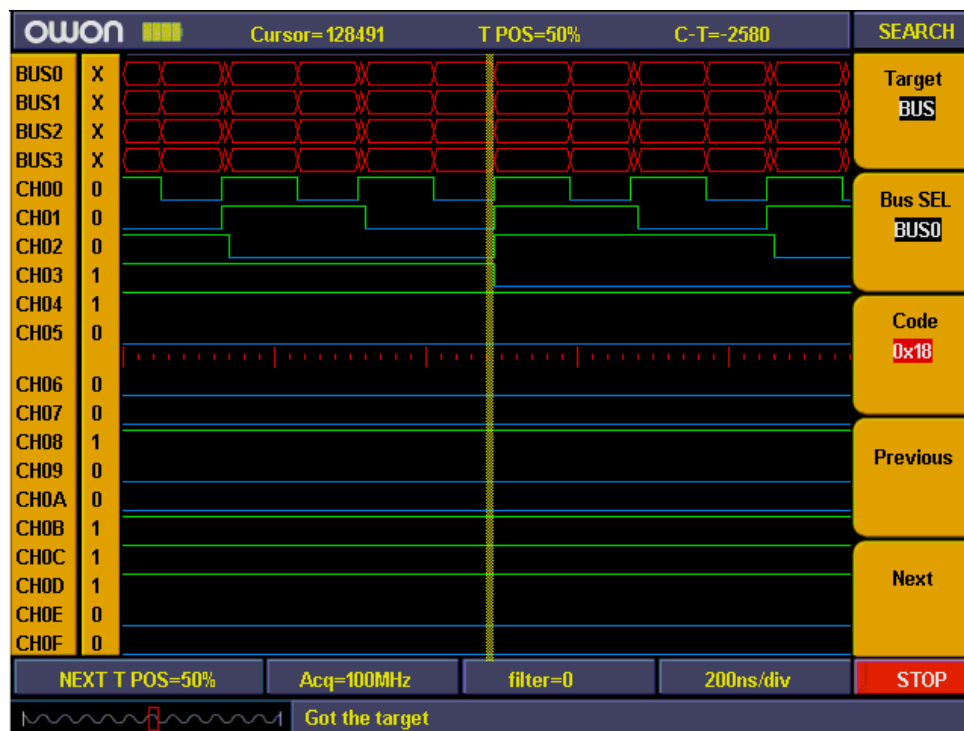 owon Cursor=128491 T POS=50% C-T=-2580 SEARCH
BUS0 X
BUS1 X
BUS2 X
BUS3 X
CH00 0
CH01 0
CH02 0
CH03 1
CH04 1
CH05 0
CH06 0
CH07 0
CH08 1
CH09 0
CH0A 0
CH0B 1
CH0C 1
CH0D 1
CH0E 0
CH0F 0
Target
BUS
Bus SEL
BUS0
Code
0x18
Previous
Next
NEXT T POS=50% Acq=100MHz filter=0 200ns/div STOP
Got the target